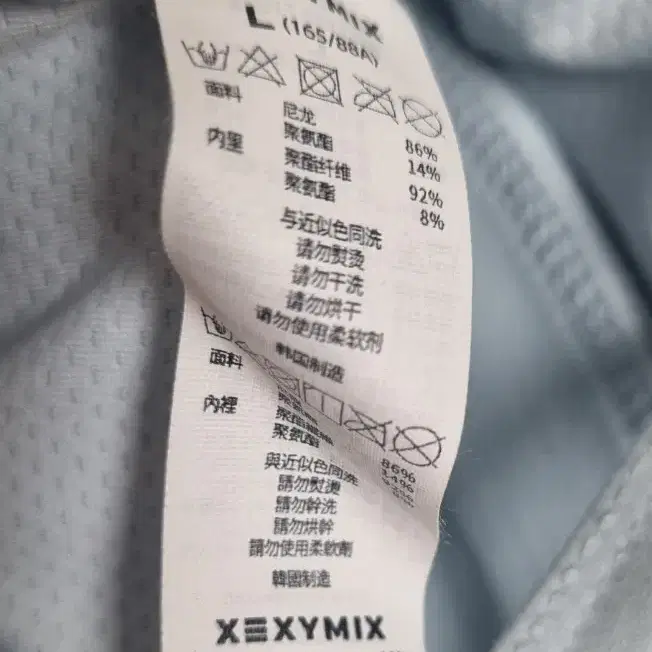 XYMIX
L (165/88A)
面料
尼龙 86%
聚氨酯 14%
内里
聚酯纤维 92%
聚氨酯 8%
与近似色同洗
请勿熨烫
请勿干洗
请勿烘干
请勿使用柔软剂
韩国制造
面料
86%
14%
內裡
聚氨酯
與近似色同洗
請勿熨燙
請勿幹洗
請勿烘幹
請勿使用柔軟劑
韓國制造
XEXYMIX